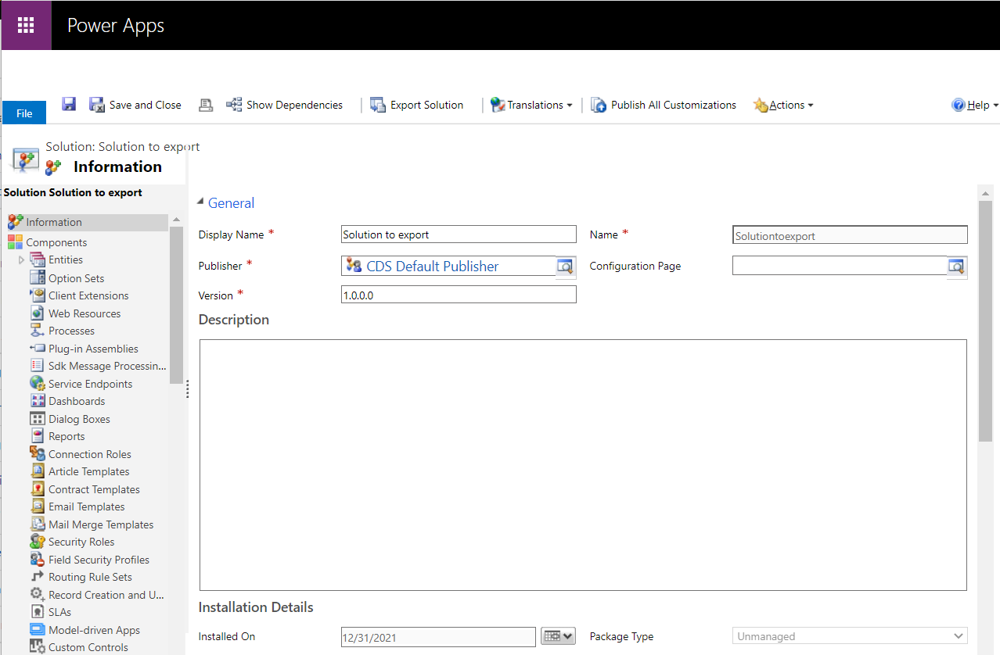 Power Apps
File
Save and Close
Show Dependencies
Export Solution
Translations
Publish All Customizations
Actions
Help
Solution: Solution to export
Information
Solution Solution to export
Information
Components
Entities
Option Sets
Client Extensions
Web Resources
Processes
Plug-in Assemblies
Sdk Message Processin...
Service Endpoints
Dashboards
Dialog Boxes
Reports
Connection Roles
Article Templates
Contract Templates
Email Templates
Mail Merge Templates
Security Roles
Field Security Profiles
Routing Rule Sets
Record Creation and U...
SLAs
Model-driven Apps
Custom Controls
General
Display Name *
Solution to export
Name *
Solutiontoexport
Publisher *
CDS Default Publisher
Configuration Page
Version *
1.0.0.0
Description
Installation Details
Installed On
12/31/2021
Package Type
Unmanaged